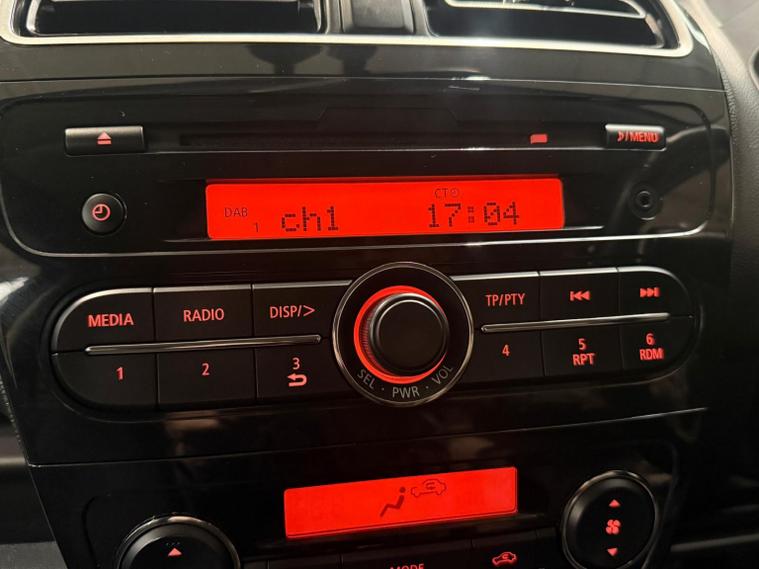 ♪/MENU
DAB 1 ch1 CT 17:04
MEDIA RADIO DISP/> TP/PTY
1 2 3 4 5 RPT 6 RDM
SEL · PWR · VOL
MODE